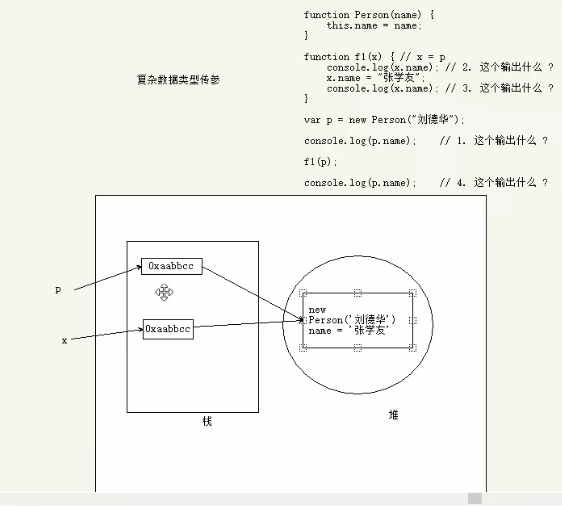 function Person(name) {
this.name = name;
}
function f1(x) { // x = p
console.log(x.name); // 2. 这个输出什么 ?
x.name = "张学友";
console.log(x.name); // 3. 这个输出什么 ?
}
复杂数据类型传参
var p = new Person("刘德华");
console.log(p.name); // 1. 这个输出什么 ?
f1(p);
console.log(p.name); // 4. 这个输出什么 ?
p
0xaabbcc
x
0xaabbcc
new
Person('刘德华')
name = '张学友'
栈
堆